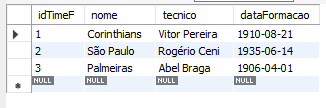 idTimeF nome tecnico dataFormacao
1 Corinthians Vitor Pereira 1910-08-21
2 São Paulo Rogério Ceni 1935-06-14
3 Palmeiras Abel Braga 1906-04-01
NULL NULL NULL NULL